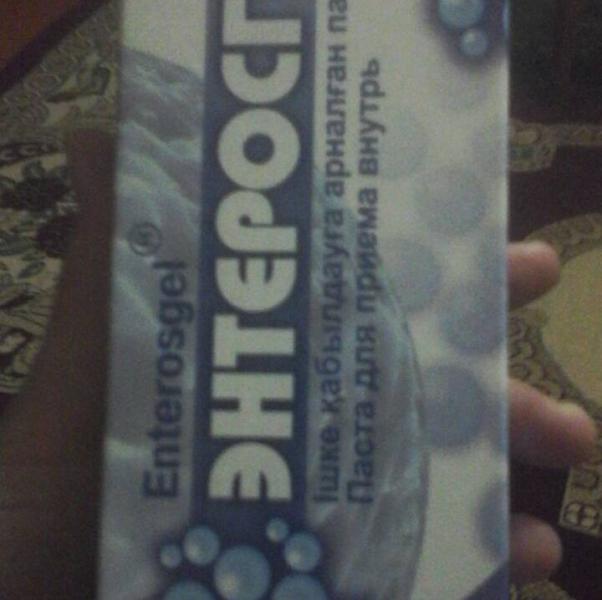 Enterosgel®
ЭНТЕРОСГ
Ішке қабылдауға арналған па
Паста для приема внутрь